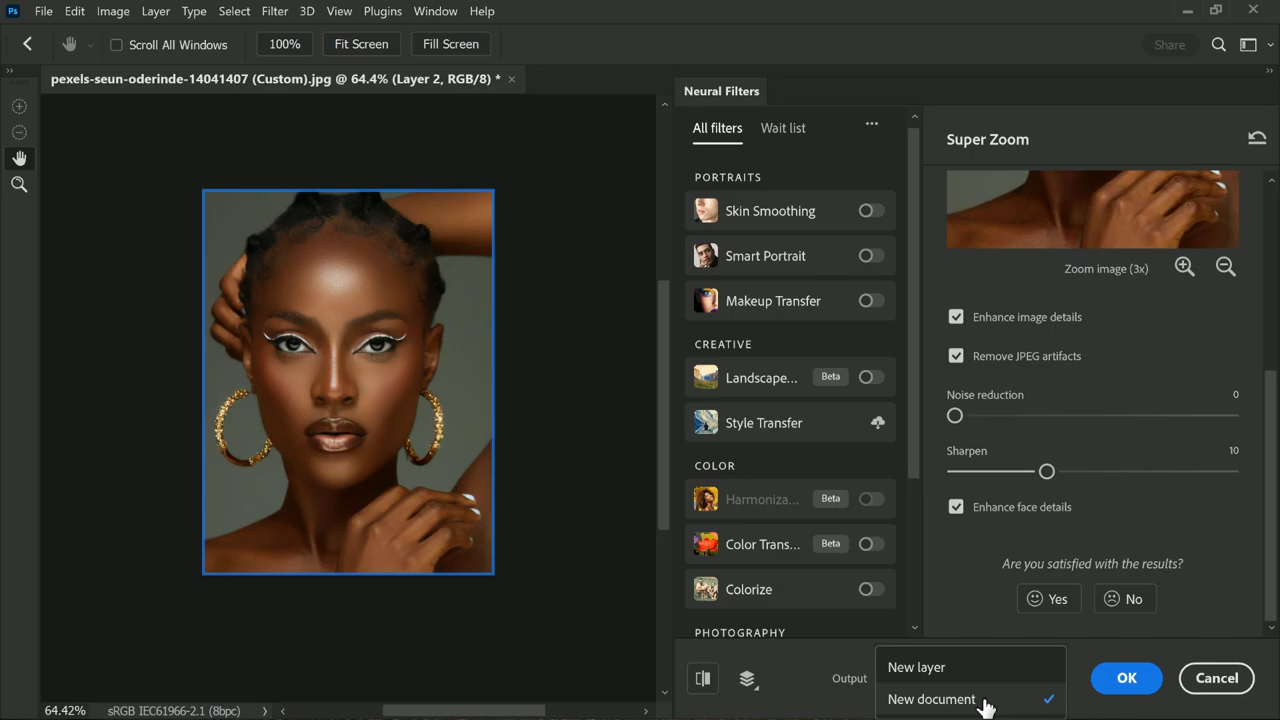 Ps File Edit Image Layer Type Select Filter 3D View Plugins Window Help
Scroll All Windows 100% Fit Screen Fill Screen Share
pexels-seun-oderinde-14041407 (Custom).jpg @ 64.4% (Layer 2, RGB/8) *
Neural Filters
All filters Wait list
PORTRAITS
Skin Smoothing
Smart Portrait
Makeup Transfer
CREATIVE
Landscape... Beta
Style Transfer
COLOR
Harmoniza... Beta
Color Trans... Beta
Colorize
PHOTOGRAPHY
Super Zoom
Zoom image (3x)
Enhance image details
Remove JPEG artifacts
Noise reduction 0
Sharpen 10
Enhance face details
Are you satisfied with the results?
Yes No
Output
New layer
New document
OK Cancel
64.42% sRGB IEC61966-2.1 (8bpc)